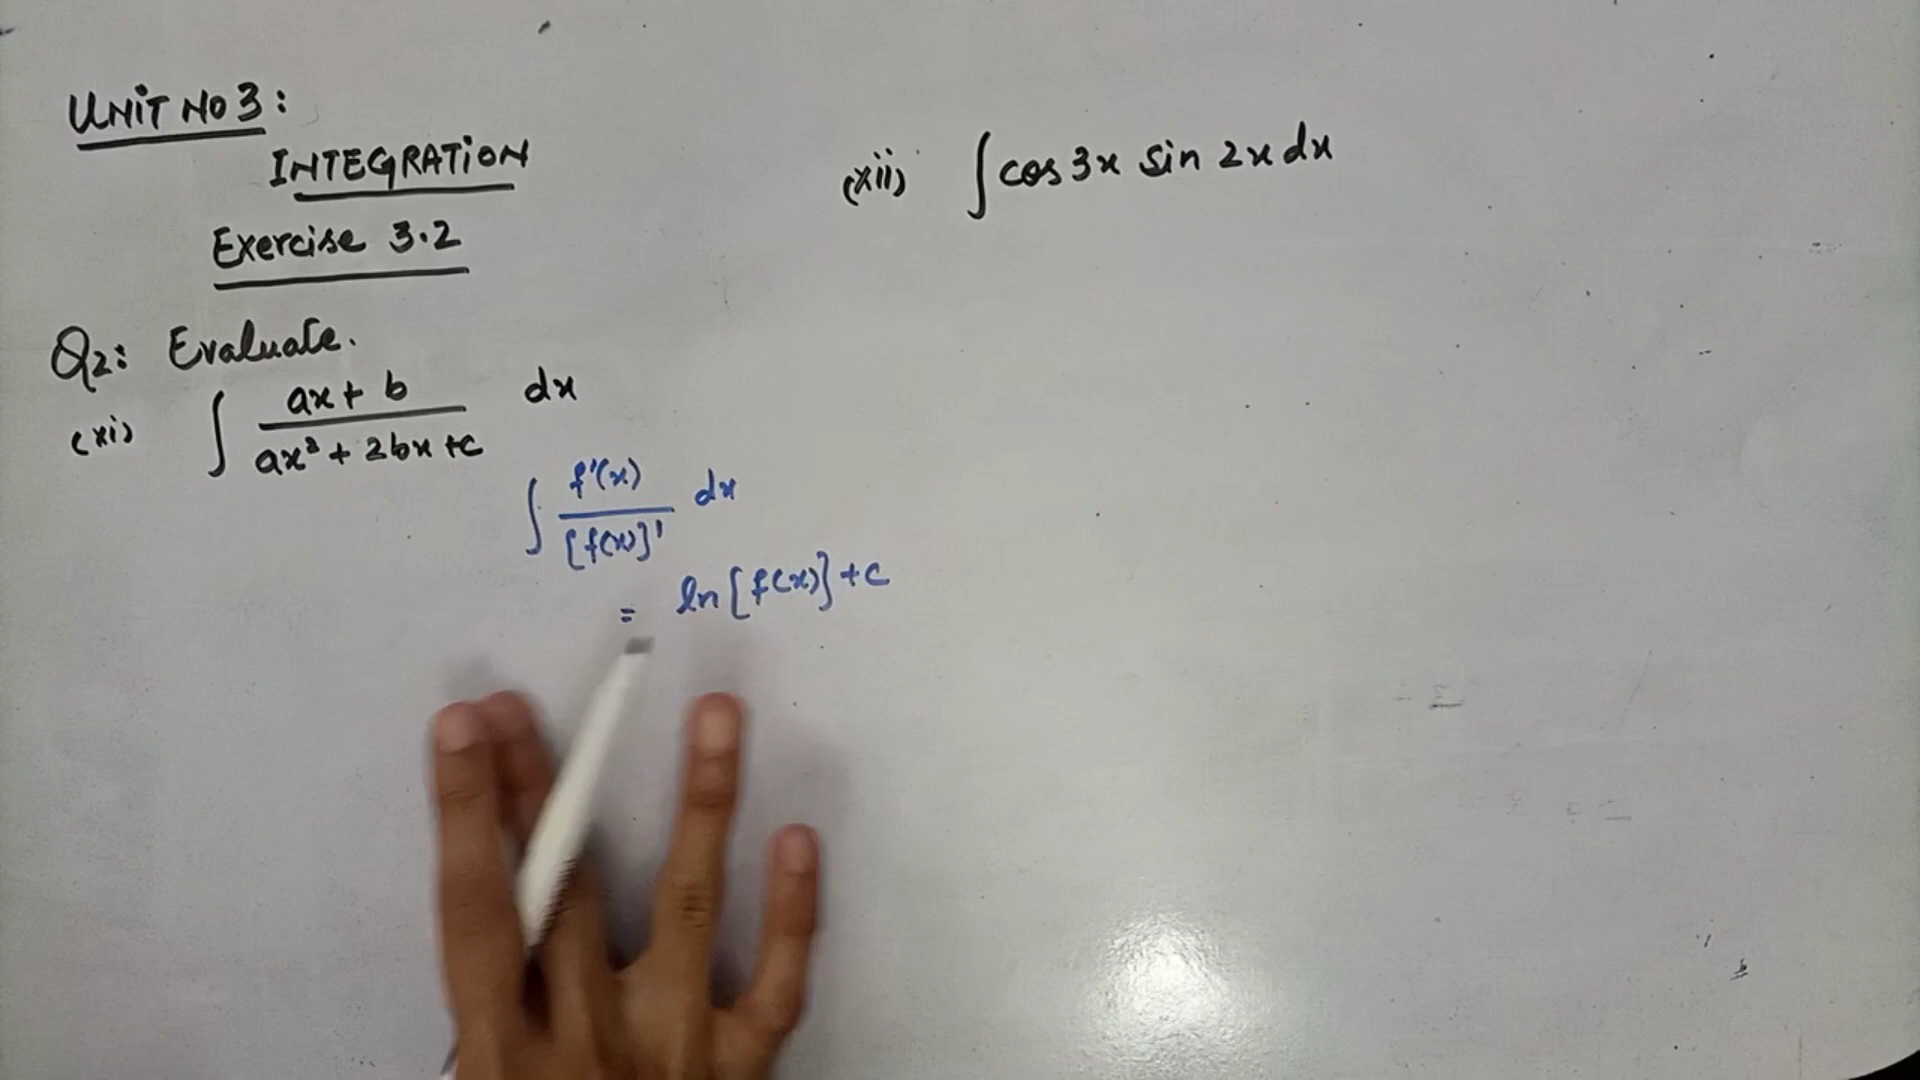 UNIT NO 3:
INTEGRATION
Exercise 3.2
Q2: Evaluate.
(xi) ∫ (ax + b)/(ax² + 2bx + c) dx
∫ f'(x)/[f(x)]' dx
= ln [f(x)] + c
(xii) ∫ cos 3x sin 2x dx